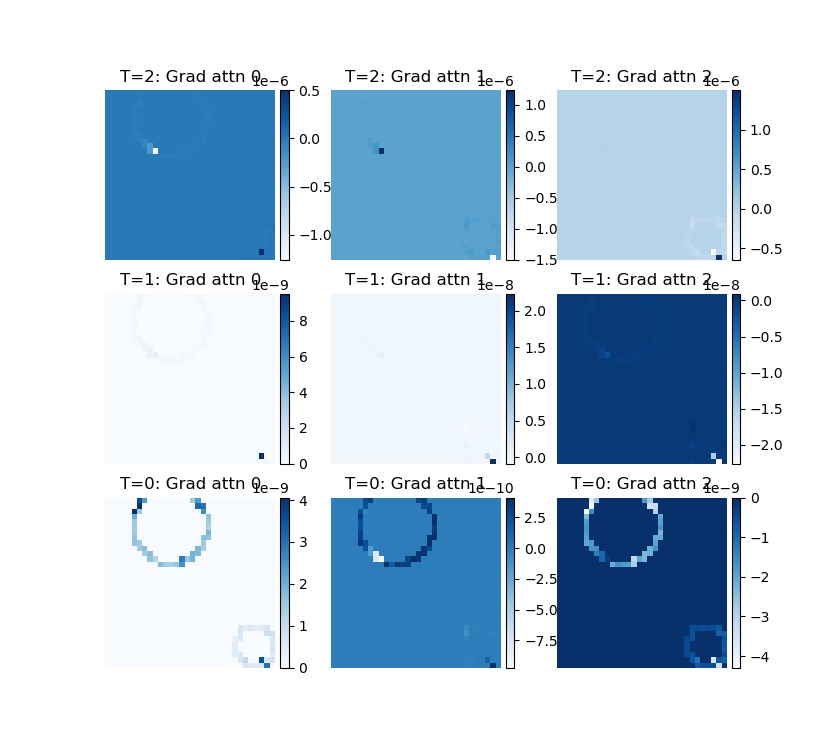 T=2: Grad attn 0
1e−6
0.5
0.0
−0.5
−1.0
T=2: Grad attn 1
1e−6
1.0
0.5
0.0
−0.5
−1.0
−1.5
T=2: Grad attn 2
1e−6
1.0
0.5
0.0
−0.5
T=1: Grad attn 0
1e−9
8
6
4
2
0
T=1: Grad attn 1
1e−8
2.0
1.5
1.0
0.5
0.0
T=1: Grad attn 2
1e−8
0.0
−0.5
−1.0
−1.5
−2.0
T=0: Grad attn 0
1e−9
4
3
2
1
0
T=0: Grad attn 1
1e−10
2.5
0.0
−2.5
−5.0
−7.5
T=0: Grad attn 2
1e−9
0
−1
−2
−3
−4